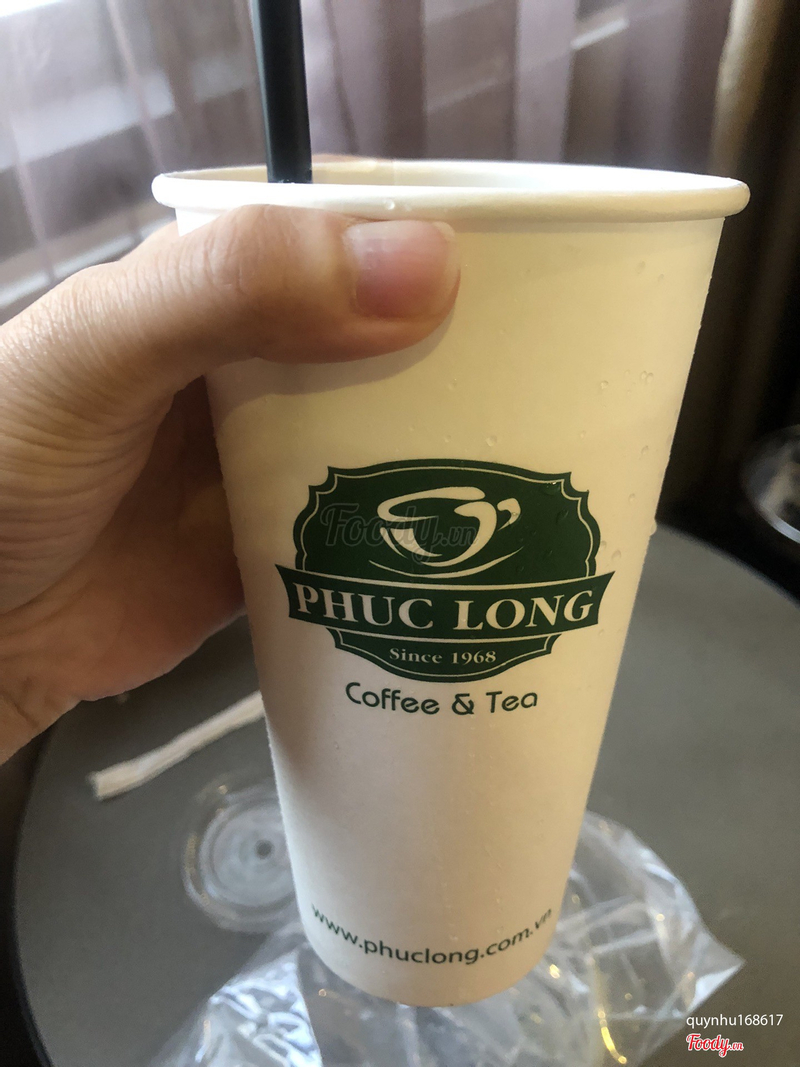 Foody.vn
PHUC LONG
Since 1968
Coffee & Tea
www.phuclong.com.vn
quynhu168617
Foody.vn